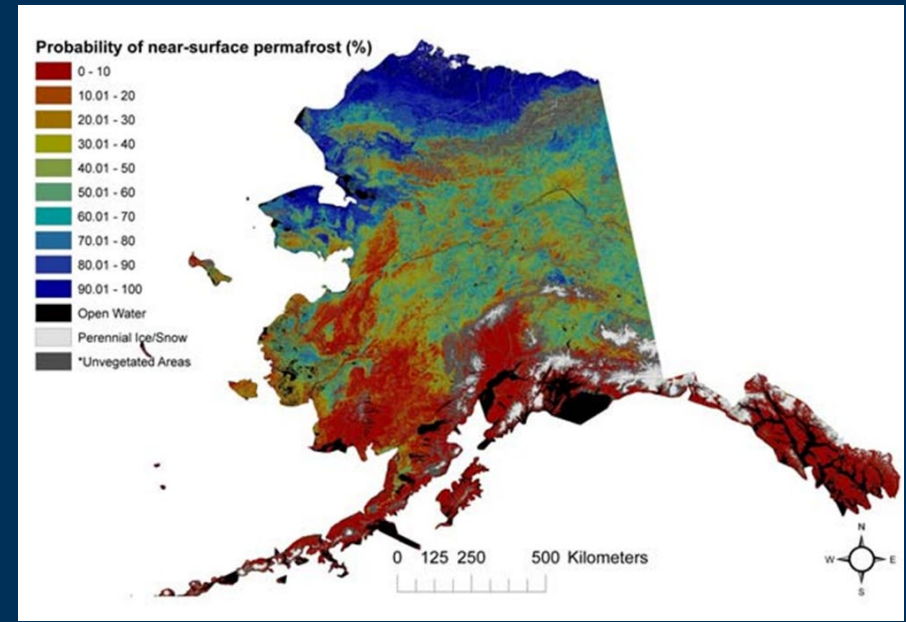 Probability of near-surface permafrost (%)
0 - 10
10.01 - 20
20.01 - 30
30.01 - 40
40.01 - 50
50.01 - 60
60.01 - 70
70.01 - 80
80.01 - 90
90.01 - 100
Open Water
Perennial Ice/Snow
*Unvegetated Areas
0 125 250 500 Kilometers
N
W E
S